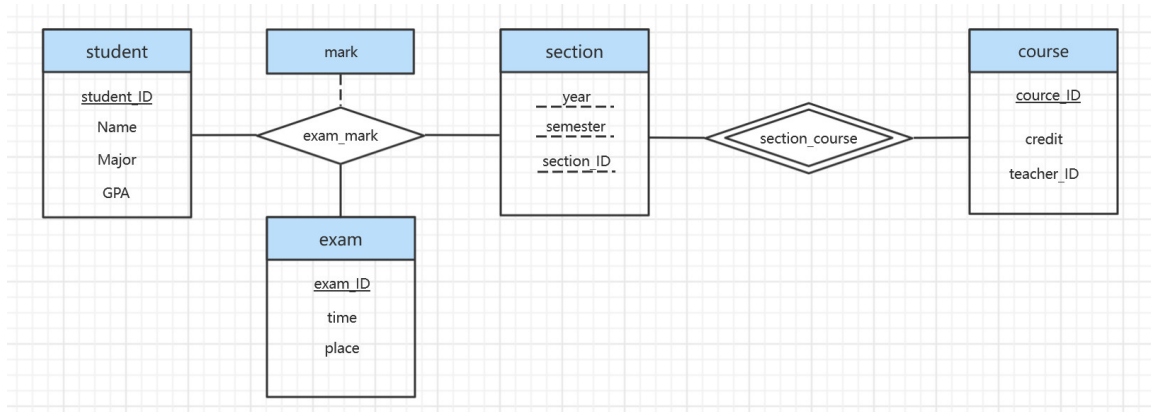 student
student_ID
Name
Major
GPA
mark
exam_mark
exam
exam_ID
time
place
section
year
semester
section_ID
section_course
course
cource_ID
credit
teacher_ID